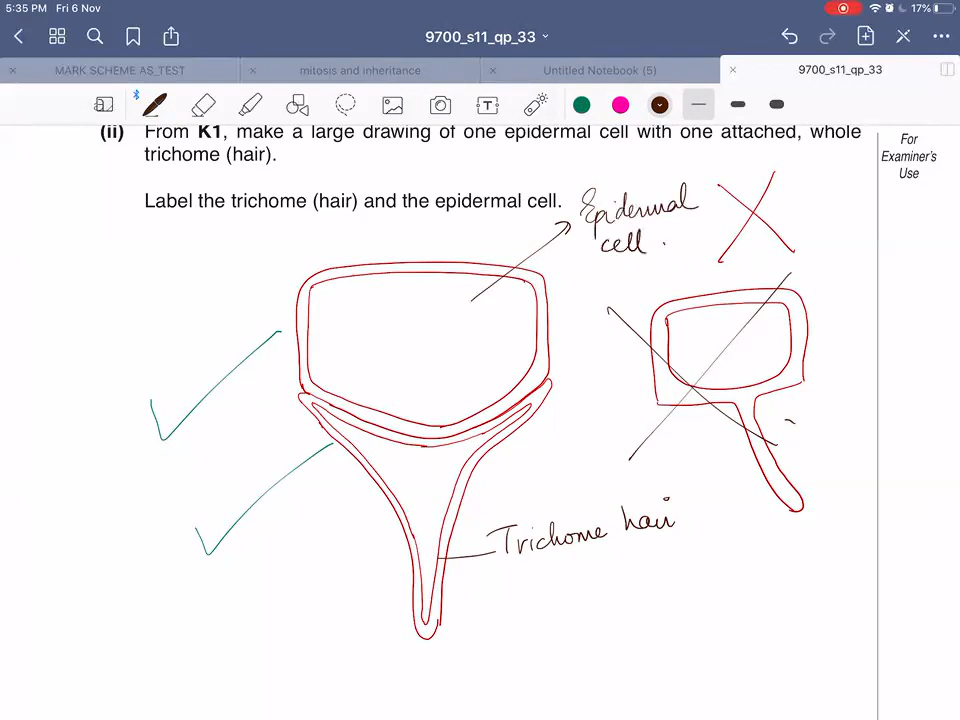 5:35 PM Fri 6 Nov
17%
9700_s11_qp_33
MARK SCHEME AS_TEST
mitosis and inheritance
Untitled Notebook (5)
9700_s11_qp_33
(ii) From K1, make a large drawing of one epidermal cell with one attached, whole
trichome (hair).
Label the trichome (hair) and the epidermal cell.
For
Examiner's
Use
Epidermal
cell.
Trichome hair